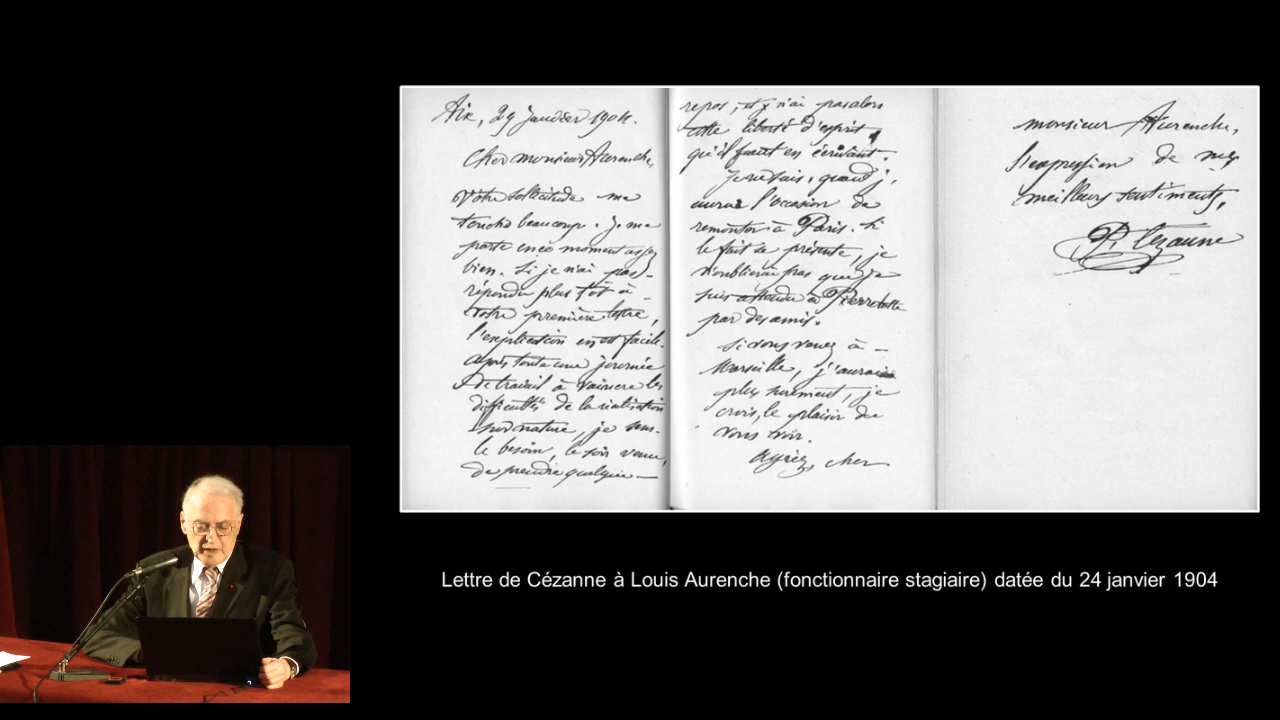 Aix, 29 janvier 1904.
Cher monsieur Aurenche,
Votre sollicitude me
touche beaucoup. je me
porte en ce moment assez
bien. Si je n'ai pas
répondu plus tôt à
votre première lettre,
l'explication en est facile.
après toute une journée
de travail à vaincre les
difficultés de la réalisation
sur nature, je sens
le besoin, le soir venu,
de prendre quelque
repos, et je n'ai pas alors
cette liberté d'esprit
qu'il faut en écrivant.
Je ne sais, quand j'
aurai l'occasion de
remonter à Paris. Si
le fait se présente, je
n'oublierai pas que je
suis attendu à Pierrelatte
par des amis.
Si vous venez à
Marseille, j'aurais
plus surement, je
crois, le plaisir de
vous voir.
Agréez, cher
monsieur Aurenche,
l'expression de mes
meilleurs sentiments,
P. Cézanne
Lettre de Cézanne à Louis Aurenche (fonctionnaire stagiaire) datée du 24 janvier 1904